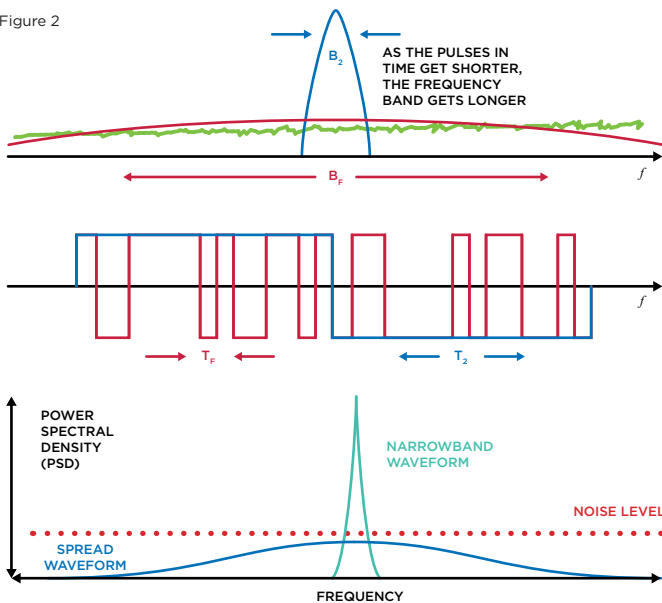 Figure 2
B2
AS THE PULSES IN
TIME GET SHORTER,
THE FREQUENCY
BAND GETS LONGER
BF
f
f
TF
T2
POWER
SPECTRAL
DENSITY
(PSD)
NARROWBAND
WAVEFORM
NOISE LEVEL
SPREAD
WAVEFORM
FREQUENCY